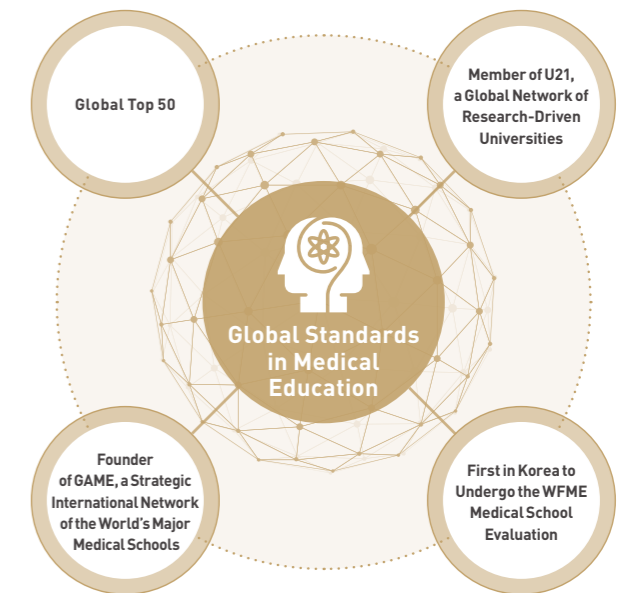 Global Top 50
Member of U21,
a Global Network of
Research-Driven
Universities
Global Standards
in Medical
Education
Founder
of GAME, a Strategic
International Network
of the World's Major
Medical Schools
First in Korea to
Undergo the WFME
Medical School
Evaluation